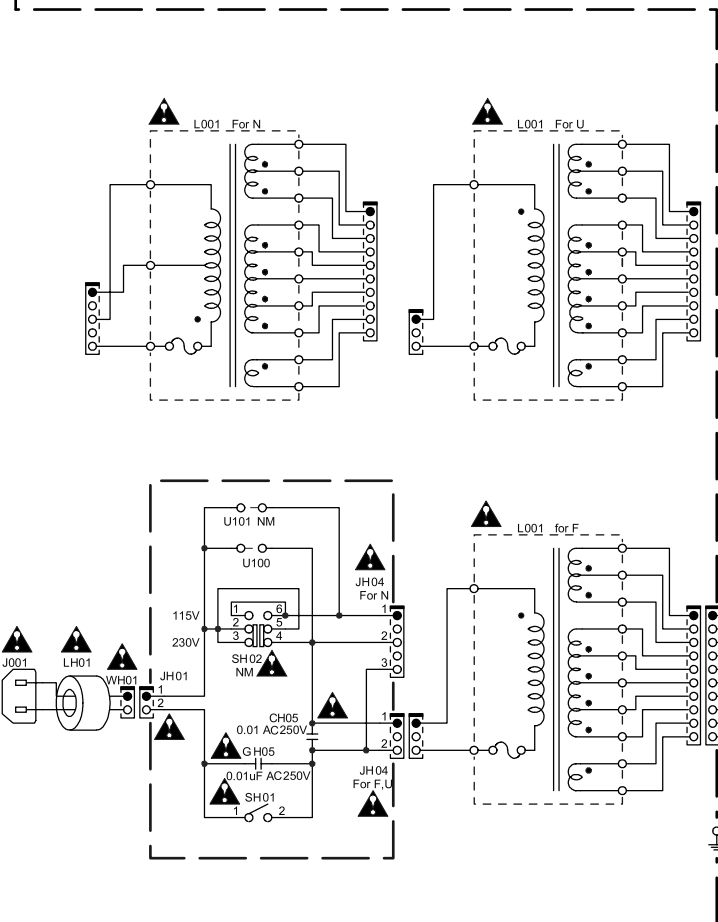 L001 For N
L001 For U
U101 NM
U100
L001 for F
JH04
For N
1 6
115V
2 5
230V
3 4
SH02
NM
1
2
3
J001
LH01
WH01
JH01
1
2
CH05
0.01 AC250V
1
2
GH05
0.01uF AC250V
JH04
For F,U
SH01
1 2